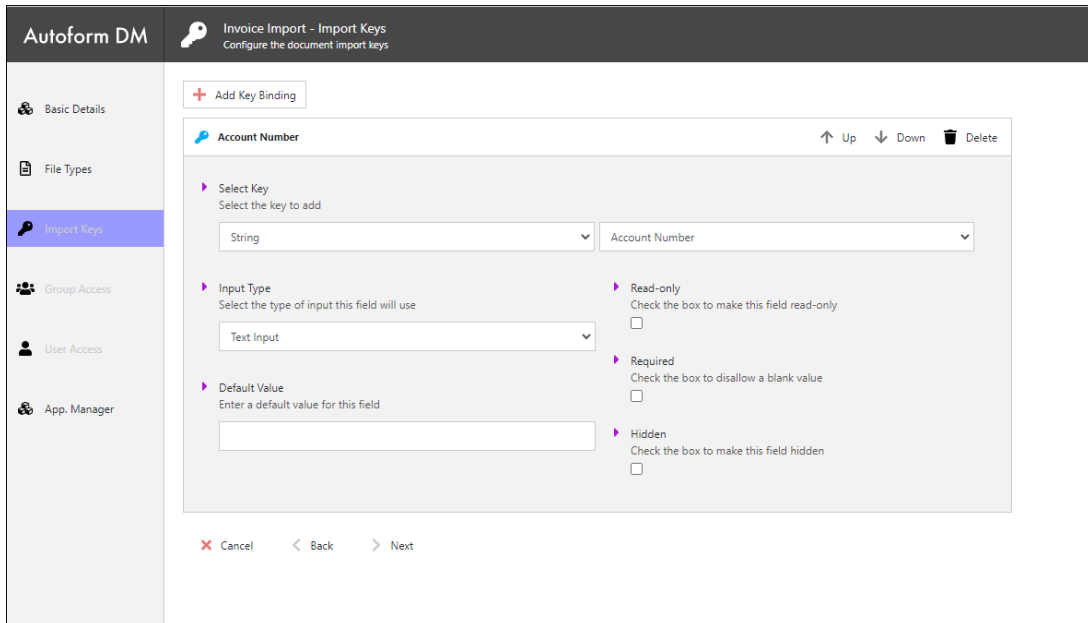 Autoform DM
Invoice Import - Import Keys
Configure the document import keys
Basic Details
File Types
Import Keys
Group Access
User Access
App. Manager
Add Key Binding
Account Number
Up
Down
Delete
Select Key
Select the key to add
String
Account Number
Input Type
Select the type of input this field will use
Text Input
Default Value
Enter a default value for this field
Read-only
Check the box to make this field read-only
Required
Check the box to disallow a blank value
Hidden
Check the box to make this field hidden
Cancel
Back
Next